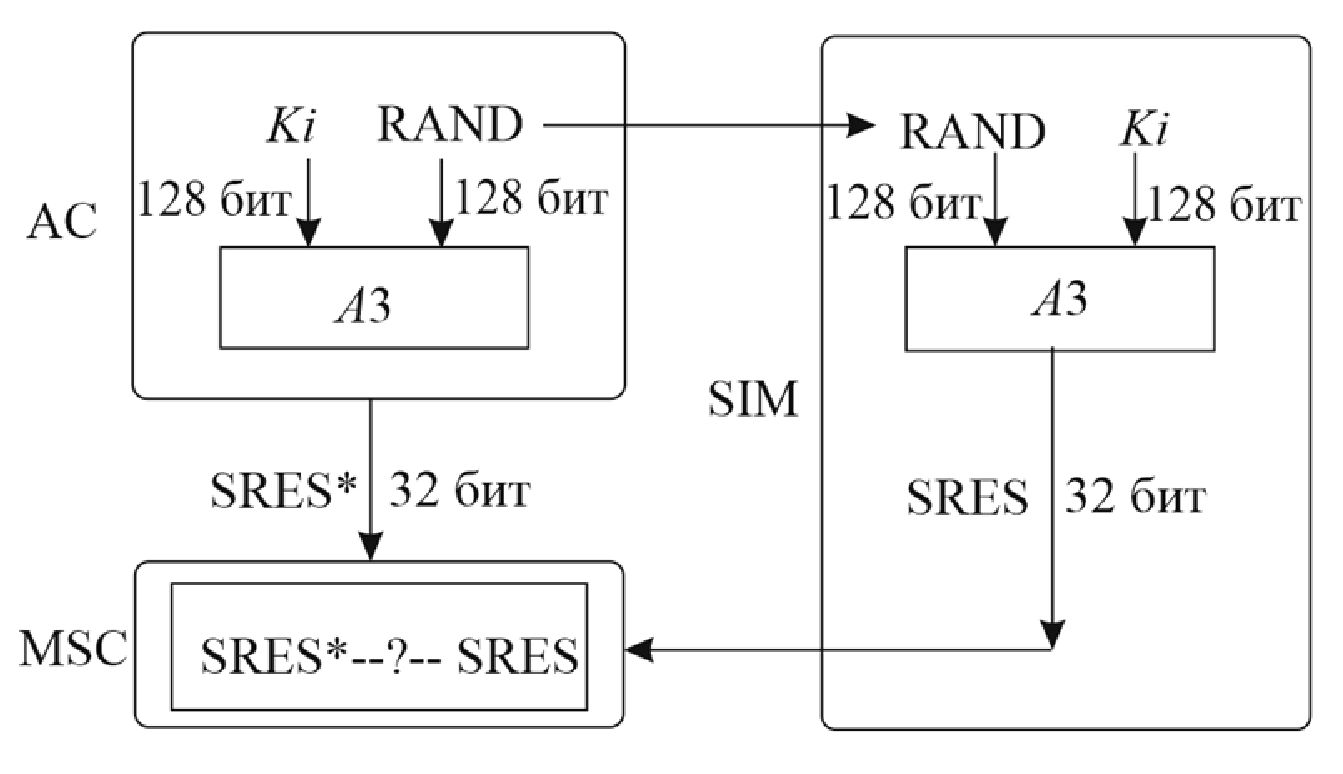 Ki RAND
128 бит 128 бит
AC
A3
SRES* 32 бит
MSC
SRES*--?-- SRES
RAND Ki
128 бит 128 бит
A3
SIM
SRES 32 бит